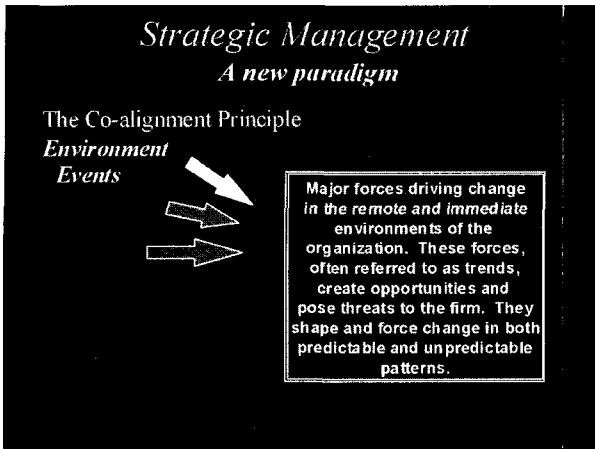 Strategic Management
A new paradigm
The Co-alignment Principle
Environment
Events
Major forces driving change
in the remote and immediate
environments of the
organization. These forces,
often referred to as trends,
create opportunities and
pose threats to the firm. They
shape and force change in both
predictable and unpredictable
patterns.